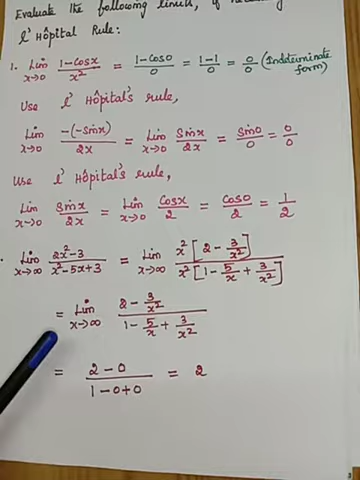 Evaluate the following limits, if necessary
l' Hôpital Rule:
1. Lim x→0 (1-cosx)/x² = (1-cos0)/0 = (1-1)/0 = 0/0 (Indeterminate form)
Use l' Hôpital's rule,
Lim x→0 -(-sinx)/2x = Lim x→0 Sinx/2x = Sin0/0 = 0/0
Use l' Hôpital's rule,
Lim x→0 Sinx/2x = Lim x→0 Cosx/2 = Cos0/2 = 1/2
Lim x→∞ (2x²-3)/(x²-5x+3) = Lim x→∞ x²[2 - 3/x²]/x²[1 - 5/x + 3/x²]
= Lim x→∞ (2 - 3/x²)/(1 - 5/x + 3/x²)
= (2-0)/(1-0+0) = 2